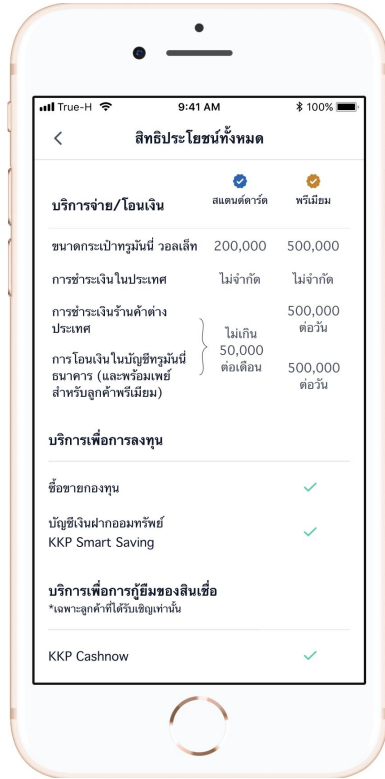 True-H 9:41 AM 100%
สิทธิประโยชน์ทั้งหมด
บริการจ่าย/โอนเงิน สแตนด์ดาร์ด พรีเมียม
ขนาดกระเป๋าทรูมันนี่ วอลเล็ท 200,000 500,000
การชำระเงินในประเทศ ไม่จำกัด ไม่จำกัด
การชำระเงินร้านค้าต่าง
ประเทศ
500,000
ต่อวัน
ไม่เกิน
50,000
ต่อเดือน
การโอนเงินในบัญชีทรูมันนี่
ธนาคาร (และพร้อมเพย์
สำหรับลูกค้าพรีเมียม)
500,000
ต่อวัน
บริการเพื่อการลงทุน
ซื้อขายกองทุน
บัญชีเงินฝากออมทรัพย์
KKP Smart Saving
บริการเพื่อการกู้ยืมของสินเชื่อ
*เฉพาะลูกค้าที่ได้รับเชิญเท่านั้น
KKP Cashnow